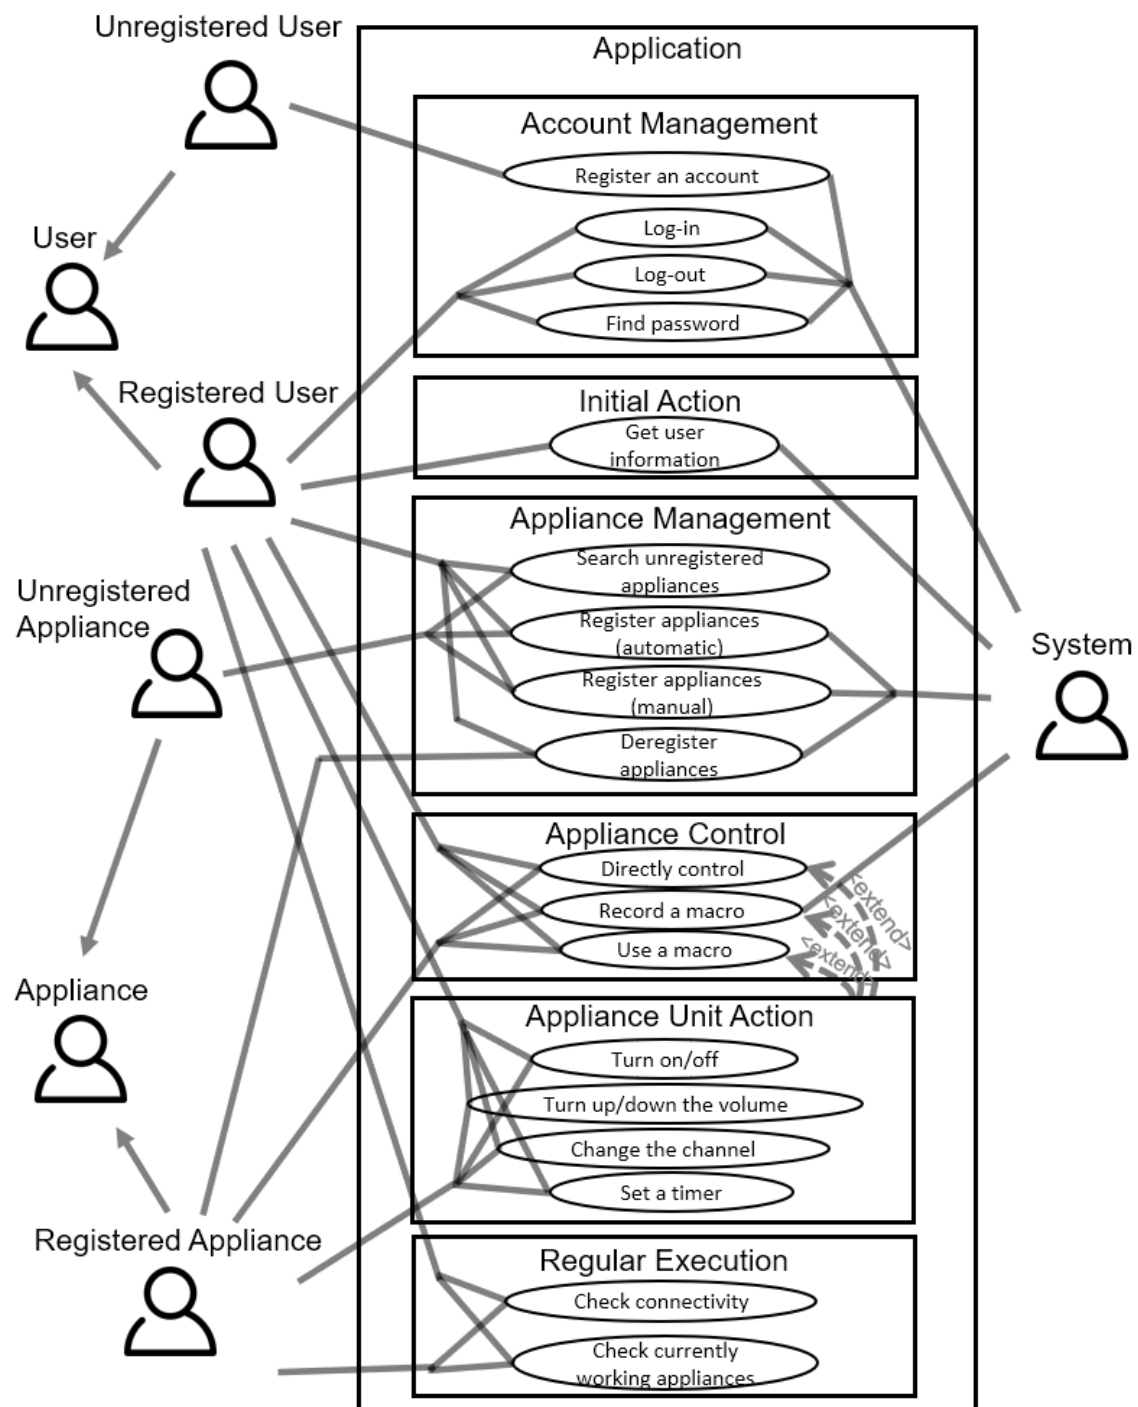 Unregistered User
Application
Account Management
Register an account
Log-in
User
Log-out
Find password
Registered User
Initial Action
Get user
information
Appliance Management
Search unregistered
appliances
Unregistered
Appliance
Register appliances
(automatic)
System
Register appliances
(manual)
Deregister
appliances
Appliance Control
Directly control
<extend>
Record a macro
<extend>
Use a macro
<extend>
Appliance
Appliance Unit Action
Turn on/off
Turn up/down the volume
Change the channel
Set a timer
Registered Appliance
Regular Execution
Check connectivity
Check currently
working appliances